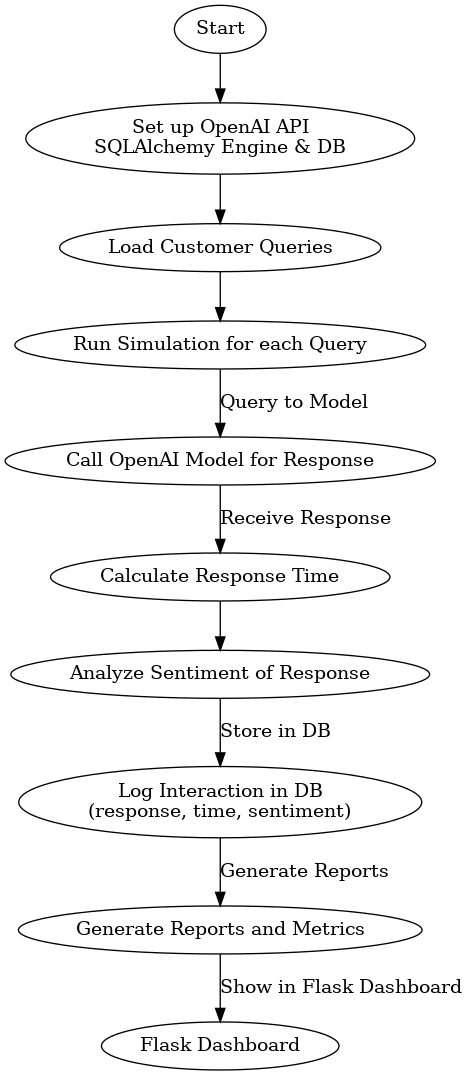 Start
Set up OpenAI API
SQLAlchemy Engine & DB
Load Customer Queries
Run Simulation for each Query
Query to Model
Call OpenAI Model for Response
Receive Response
Calculate Response Time
Analyze Sentiment of Response
Store in DB
Log Interaction in DB
(response, time, sentiment)
Generate Reports
Generate Reports and Metrics
Show in Flask Dashboard
Flask Dashboard